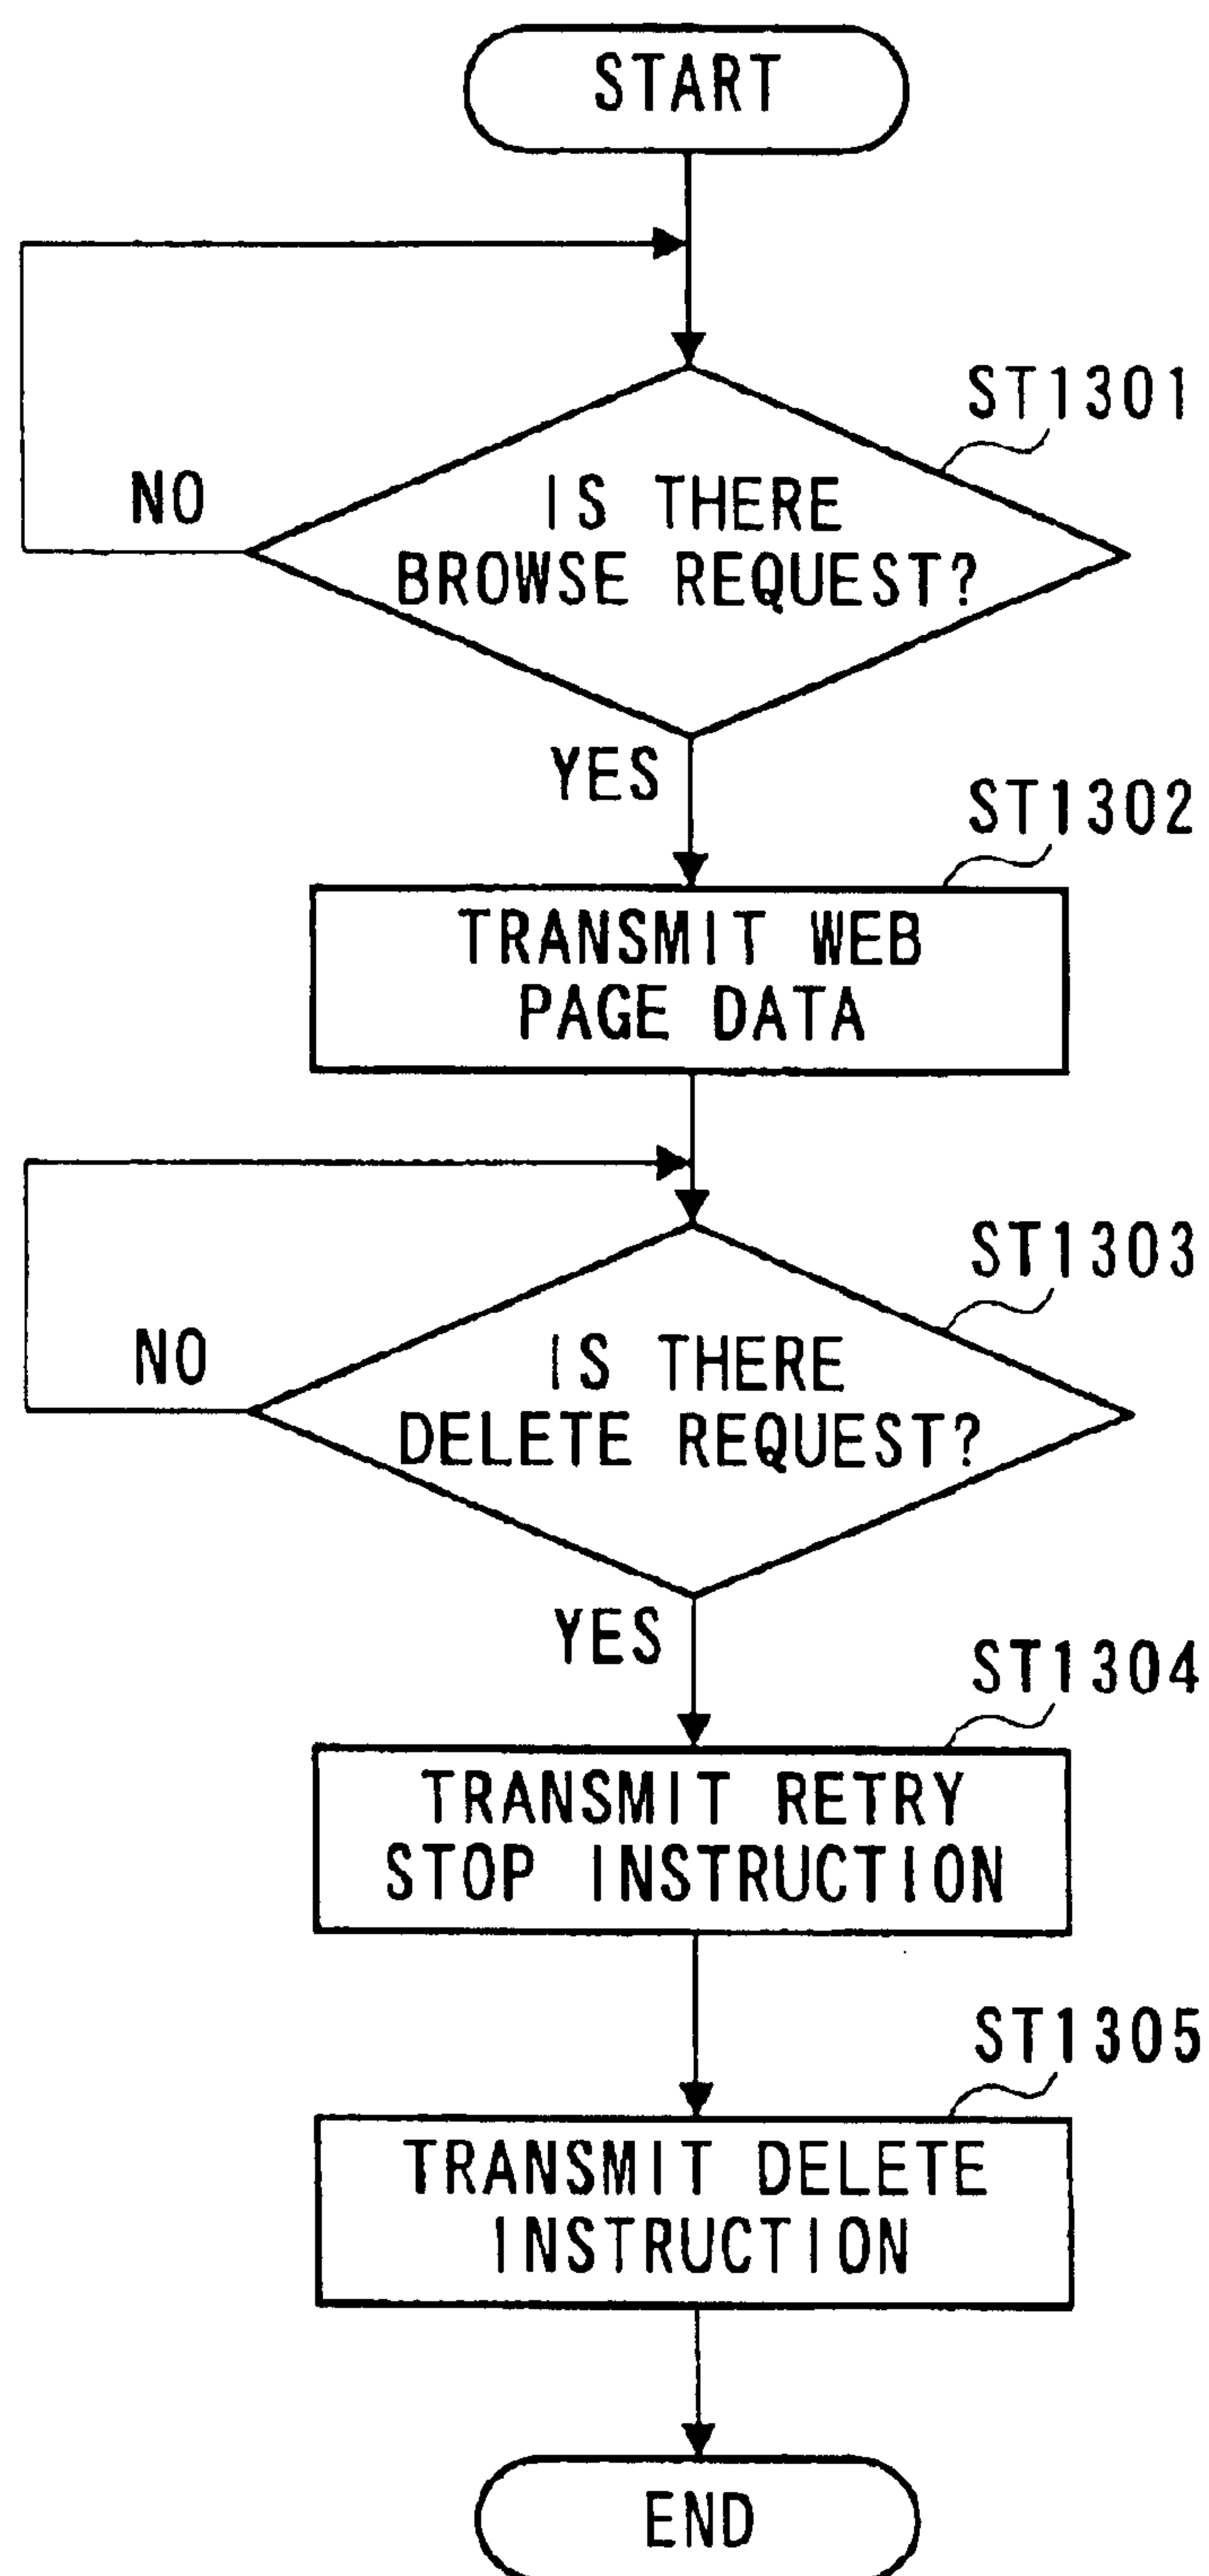 START
ST1301
IS THERE
BROWSE REQUEST?
NO
YES
ST1302
TRANSMIT WEB
PAGE DATA
ST1303
IS THERE
DELETE REQUEST?
NO
YES
ST1304
TRANSMIT RETRY
STOP INSTRUCTION
ST1305
TRANSMIT DELETE
INSTRUCTION
END